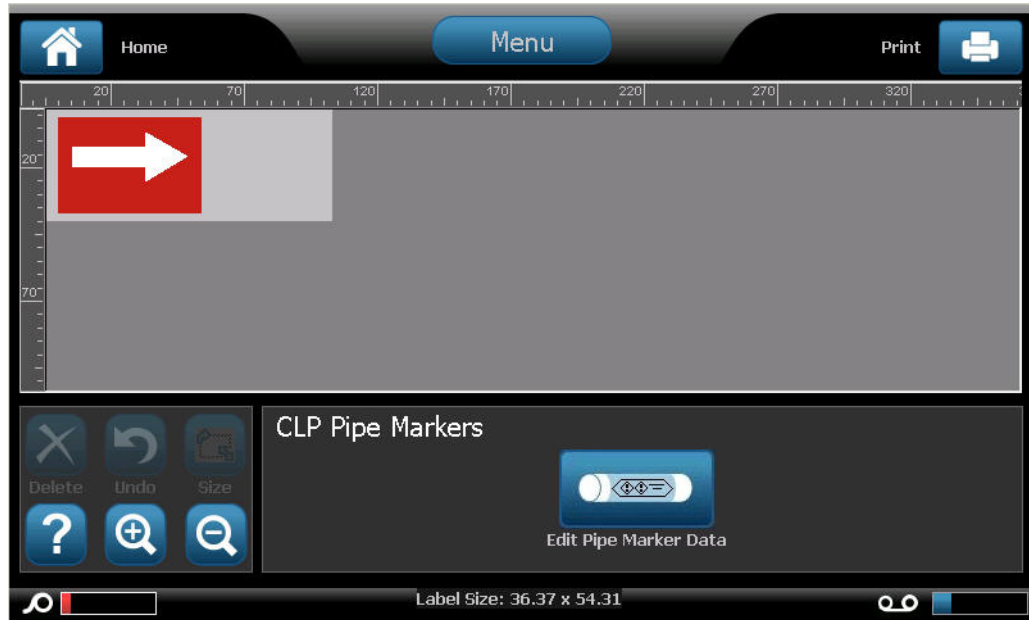 Home
Menu
Print
20 70 120 170 220 270 320
20
70
CLP Pipe Markers
Delete Undo Size
?
Edit Pipe Marker Data
Label Size: 36.37 x 54.31